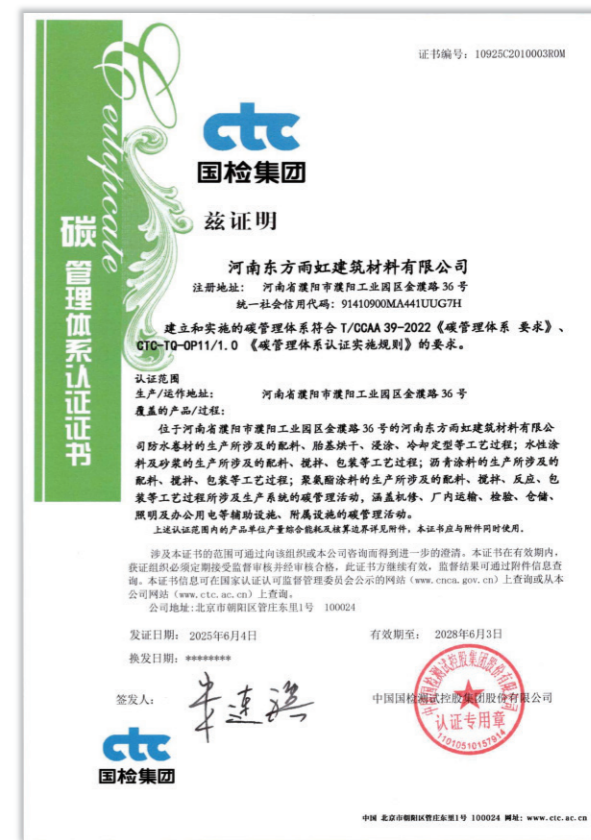 证书编号：10925C2010003R0M
Certificate
ctc
国检集团
碳管理体系认证证书
兹证明
河南东方雨虹建筑材料有限公司
注册地址： 河南省濮阳市濮阳工业园区金濮路 36 号
统一社会信用代码：91410900MA441UUG7H
建立和实施的碳管理体系符合 T/CCAA 39-2022《碳管理体系 要求》、
CTC-TQ-OP11/1.0 《碳管理体系认证实施规则》的要求。
认证范围
生产/运作地址： 河南省濮阳市濮阳工业园区金濮路 36 号
覆盖的产品/过程：
位于河南省濮阳市濮阳工业园区金濮路 36 号的河南东方雨虹建筑材料有限公
司防水卷材的生产所涉及的配料、胎基烘干、浸涂、冷却定型等工艺过程；水性涂
料及砂浆的生产所涉及的配料、搅拌、包装等工艺过程；沥青涂料的生产所涉及的
配料、搅拌、包装等工艺过程；聚氨酯涂料的生产所涉及的配料、搅拌、反应、包
装等工艺过程所涉及生产系统的碳管理活动，涵盖机修、厂内运输、检验、仓储、
照明及办公用电等辅助设施、附属设施的碳管理活动。
上述认证范围内的产品单位产量综合能耗及核算边界详见附件。本证书应与附件同时使用。
涉及本证书的范围可通过向该组织或本公司咨询而得到进一步的澄清。本证书在有效期内，
获证组织必须定期接受监督审核并经审核合格，此证书方继续有效，监督结果可通过附件信息查
询。本证书信息可在国家认证认可监督管理委员会公示的网站（www.cnca.gov.cn）上查询或从本
公司网站（www.ctc.ac.cn）上查询。
公司地址:北京市朝阳区管庄东里1号 100024
发证日期： 2025年6月4日 有效期至： 2028年6月3日
换发日期：********
签发人：
中国国检测试控股集团股份有限公司
中国国检测试控股集团股份有限公司
认证专用章
11010510157914
ctc
国检集团
中国 北京市朝阳区管庄东里1号 100024 网址：www.ctc.ac.cn